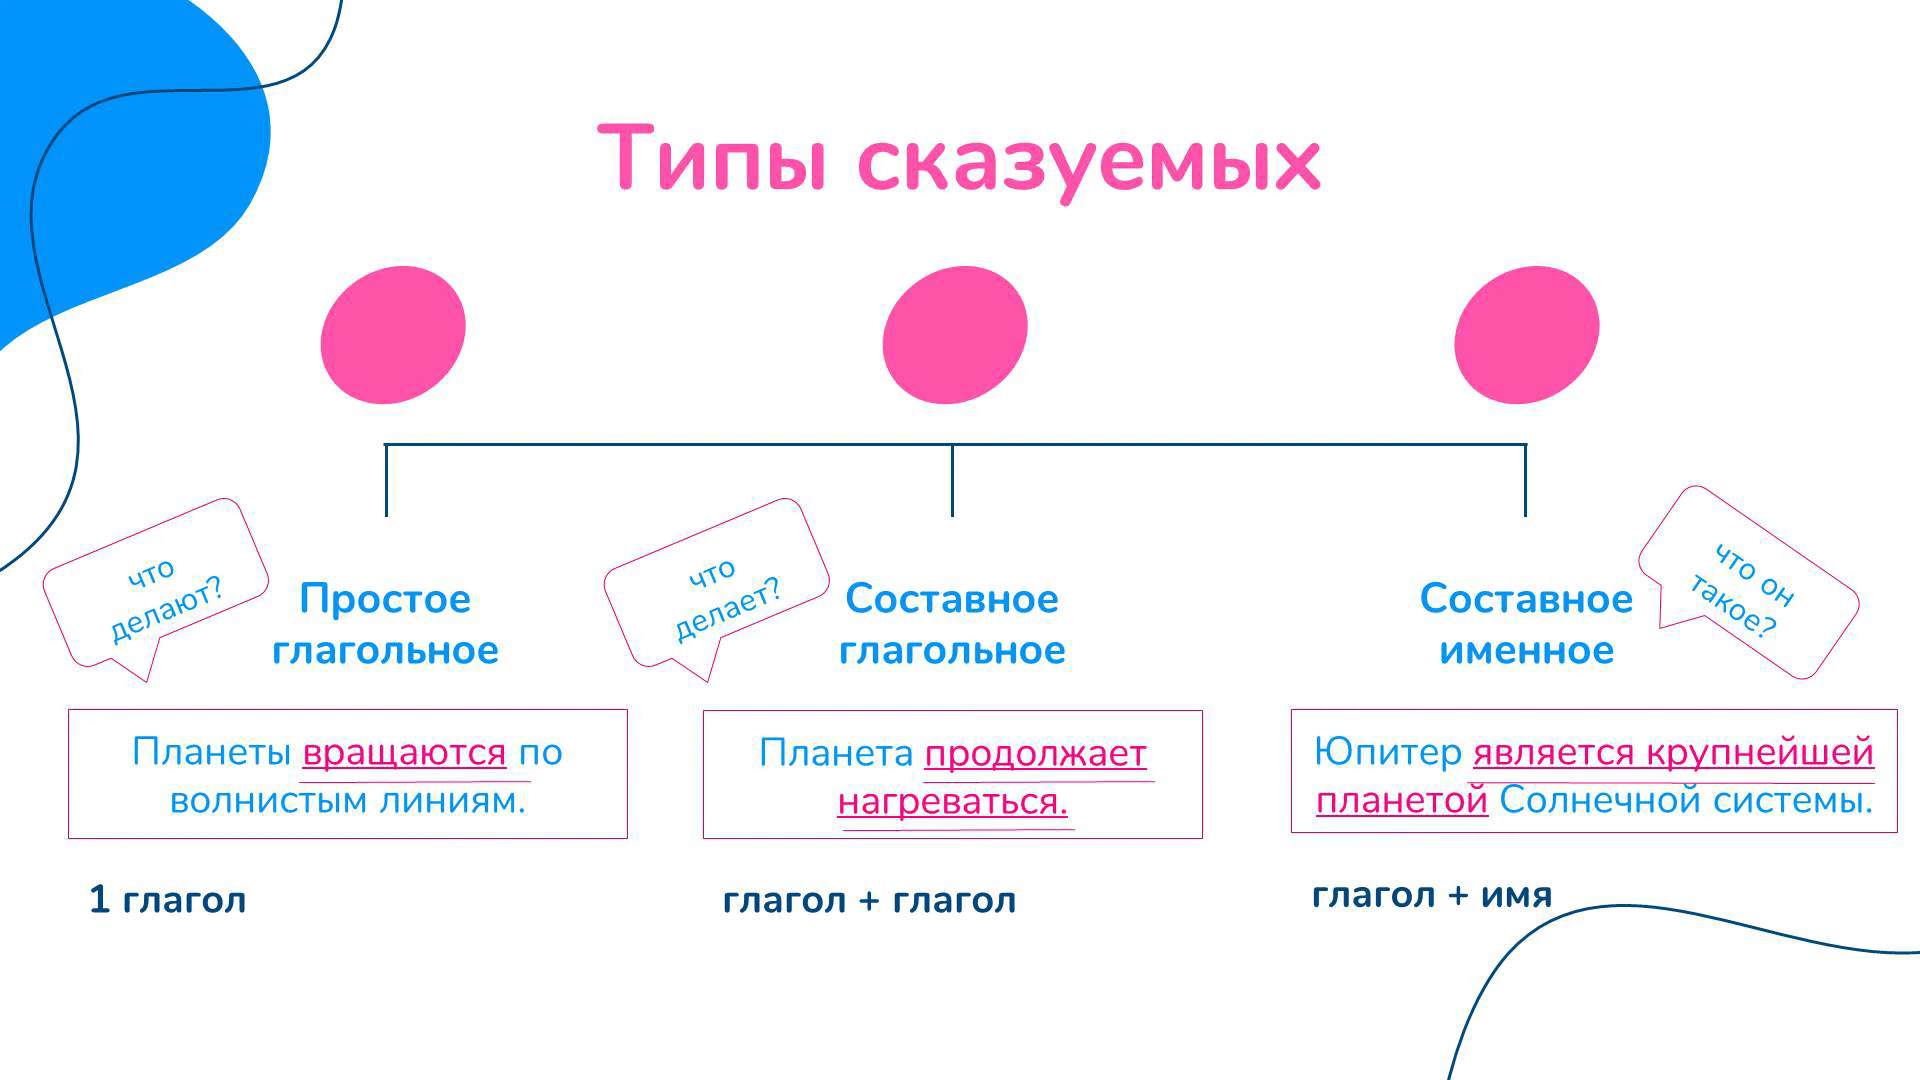 Типы сказуемых
что
делают?
Простое
глагольное
что
делает?
Составное
глагольное
Составное
именное
что он
такое?
Планеты вращаются по
волнистым линиям.
Планета продолжает
нагреваться.
Юпитер является крупнейшей
планетой Солнечной системы.
1 глагол
глагол + глагол
глагол + имя